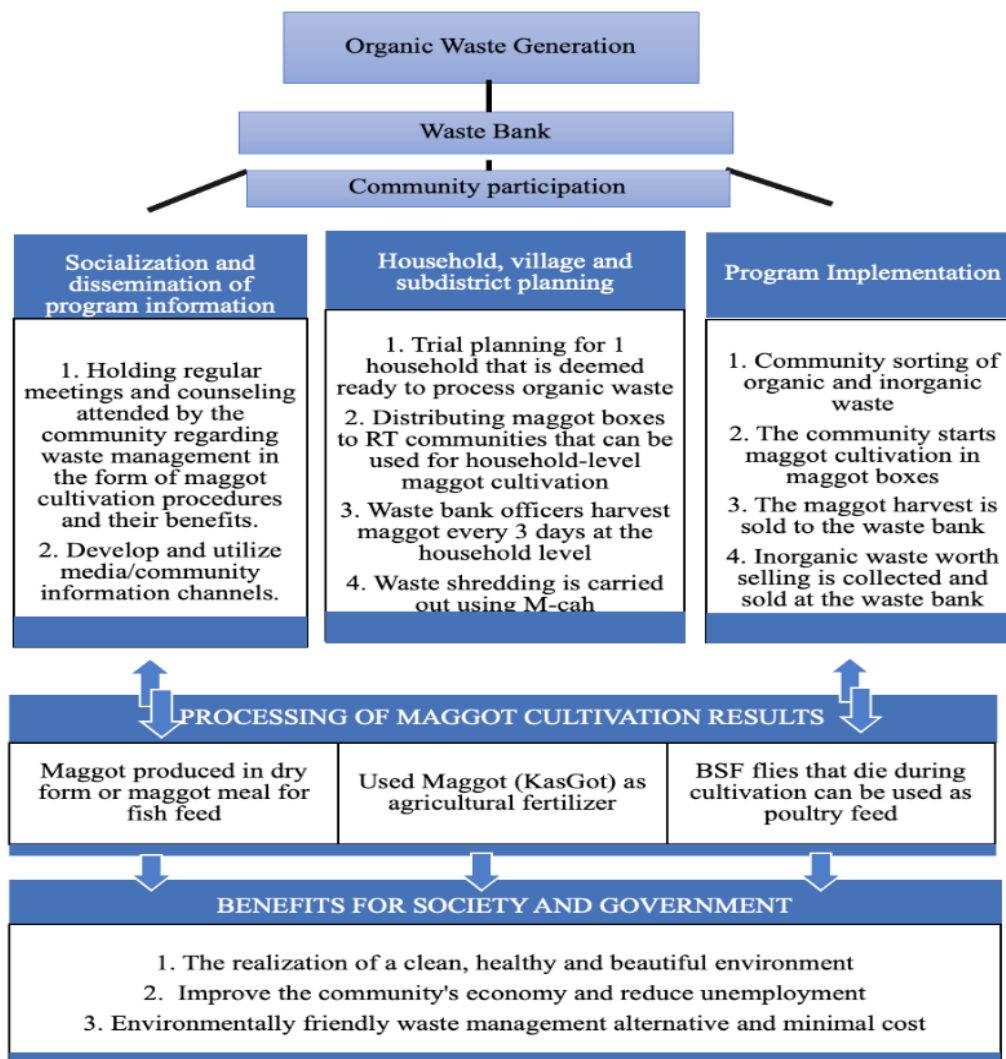 Organic Waste Generation
Waste Bank
Community participation
Socialization and
dissemination of
program information
1. Holding regular
meetings and counseling
attended by the
community regarding
waste management in
the form of maggot
cultivation procedures
and their benefits.
2. Develop and utilize
media/community
information channels.
Household, village and
subdistrict planning
1. Trial planning for 1
household that is deemed
ready to process organic
waste
2. Distributing maggot boxes
to RT communities that can be
used for household-level
maggot cultivation
3. Waste bank officers harvest
maggot every 3 days at the
household level
4. Waste shredding is carried
out using M-cah
Program Implementation
1. Community sorting of
organic and inorganic
waste
2. The community starts
maggot cultivation in
maggot boxes
3. The maggot harvest is
sold to the waste bank
4. Inorganic waste worth
selling is collected and
sold at the waste bank
PROCESSING OF MAGGOT CULTIVATION RESULTS
Maggot produced in dry
form or maggot meal for
fish feed
Used Maggot (KasGot) as
agricultural fertilizer
BSF flies that die during
cultivation can be used as
poultry feed
BENEFITS FOR SOCIETY AND GOVERNMENT
1. The realization of a clean, healthy and beautiful environment
2. Improve the community's economy and reduce unemployment
3. Environmentally friendly waste management alternative and minimal cost